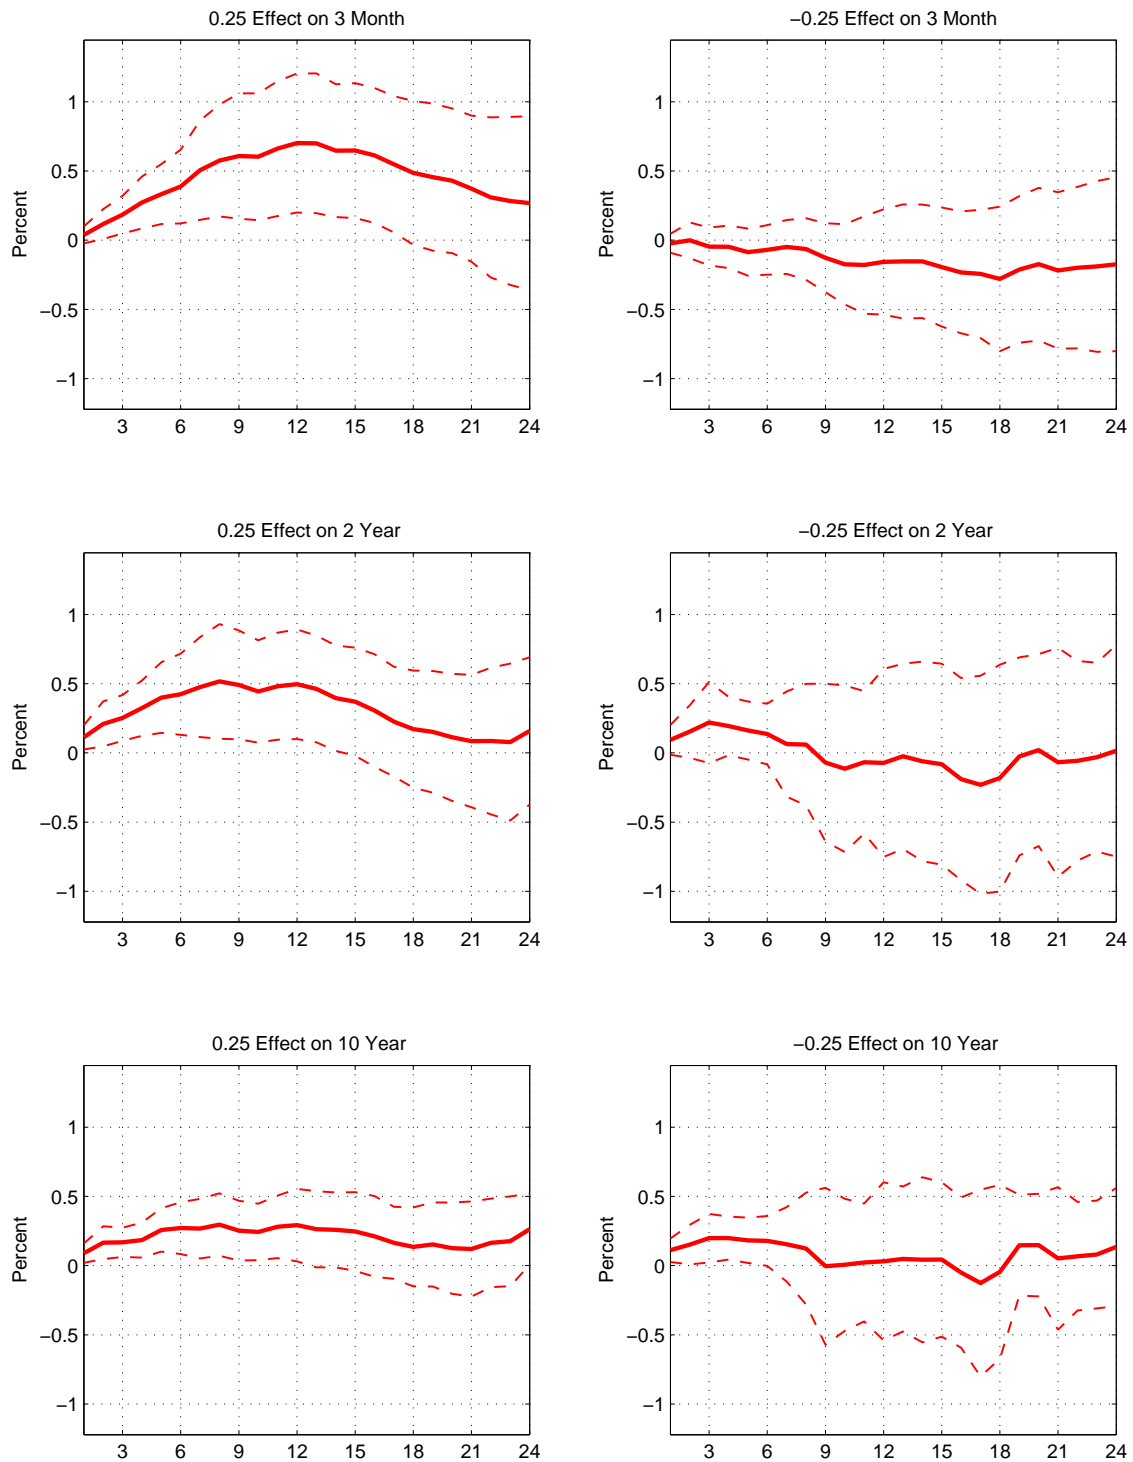 0.25 Effect on 3 Month
Percent
1
0.5
0
−0.5
−1
3 6 9 12 15 18 21 24
−0.25 Effect on 3 Month
Percent
1
0.5
0
−0.5
−1
3 6 9 12 15 18 21 24
0.25 Effect on 2 Year
Percent
1
0.5
0
−0.5
−1
3 6 9 12 15 18 21 24
−0.25 Effect on 2 Year
Percent
1
0.5
0
−0.5
−1
3 6 9 12 15 18 21 24
0.25 Effect on 10 Year
Percent
1
0.5
0
−0.5
−1
3 6 9 12 15 18 21 24
−0.25 Effect on 10 Year
Percent
1
0.5
0
−0.5
−1
3 6 9 12 15 18 21 24